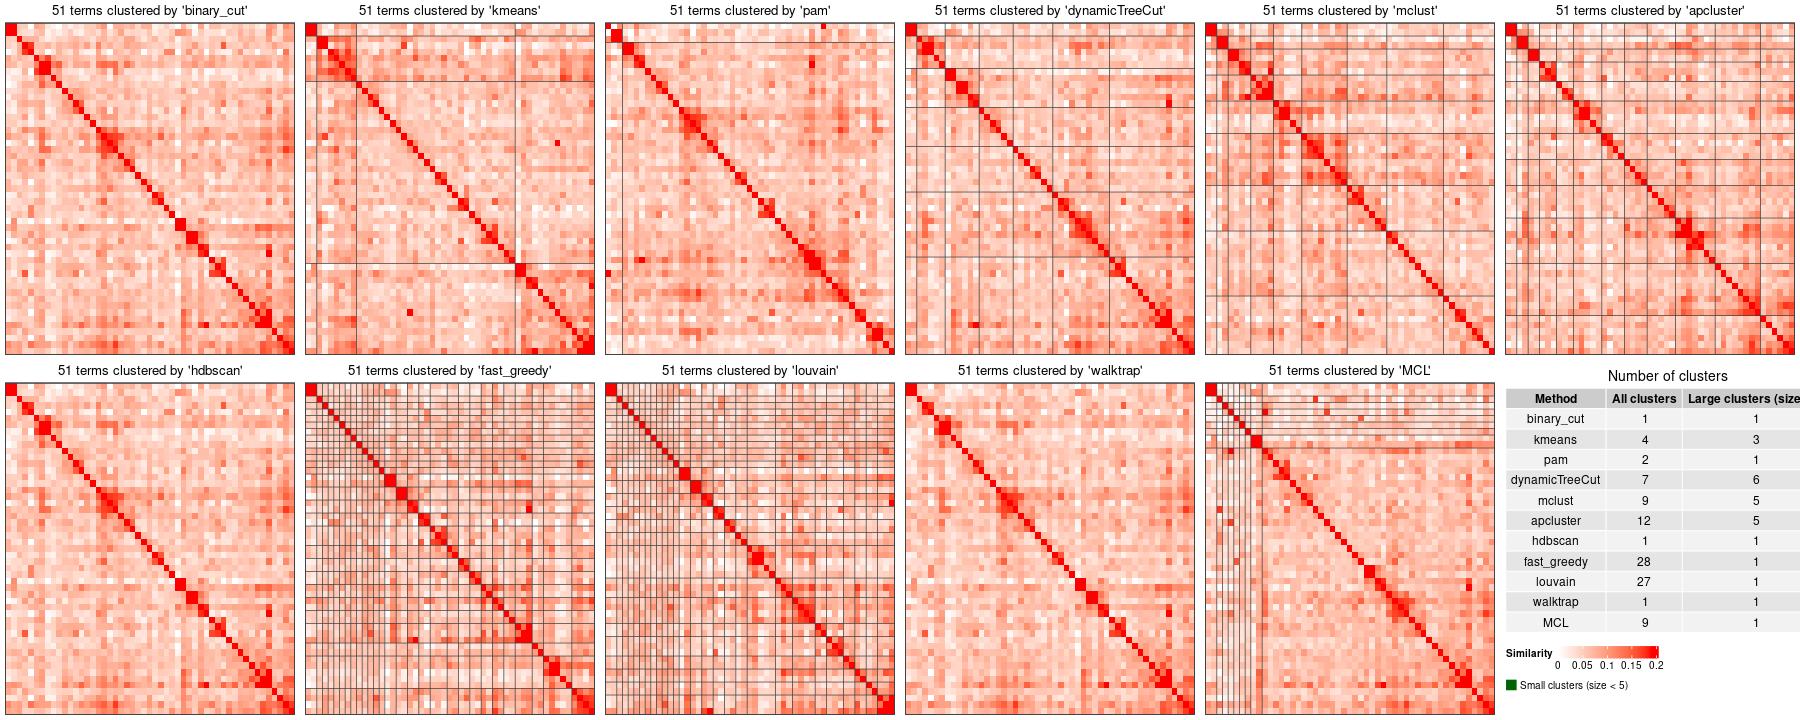 51 terms clustered by 'binary_cut'
51 terms clustered by 'kmeans'
51 terms clustered by 'pam'
51 terms clustered by 'dynamicTreeCut'
51 terms clustered by 'mclust'
51 terms clustered by 'apcluster'
51 terms clustered by 'hdbscan'
51 terms clustered by 'fast_greedy'
51 terms clustered by 'louvain'
51 terms clustered by 'walktrap'
51 terms clustered by 'MCL'
Number of clusters
Method All clusters Large clusters (size
binary_cut 1 1
kmeans 4 3
pam 2 1
dynamicTreeCut 7 6
mclust 9 5
apcluster 12 5
hdbscan 1 1
fast_greedy 28 1
louvain 27 1
walktrap 1 1
MCL 9 1
Similarity
0 0.05 0.1 0.15 0.2
Small clusters (size < 5)